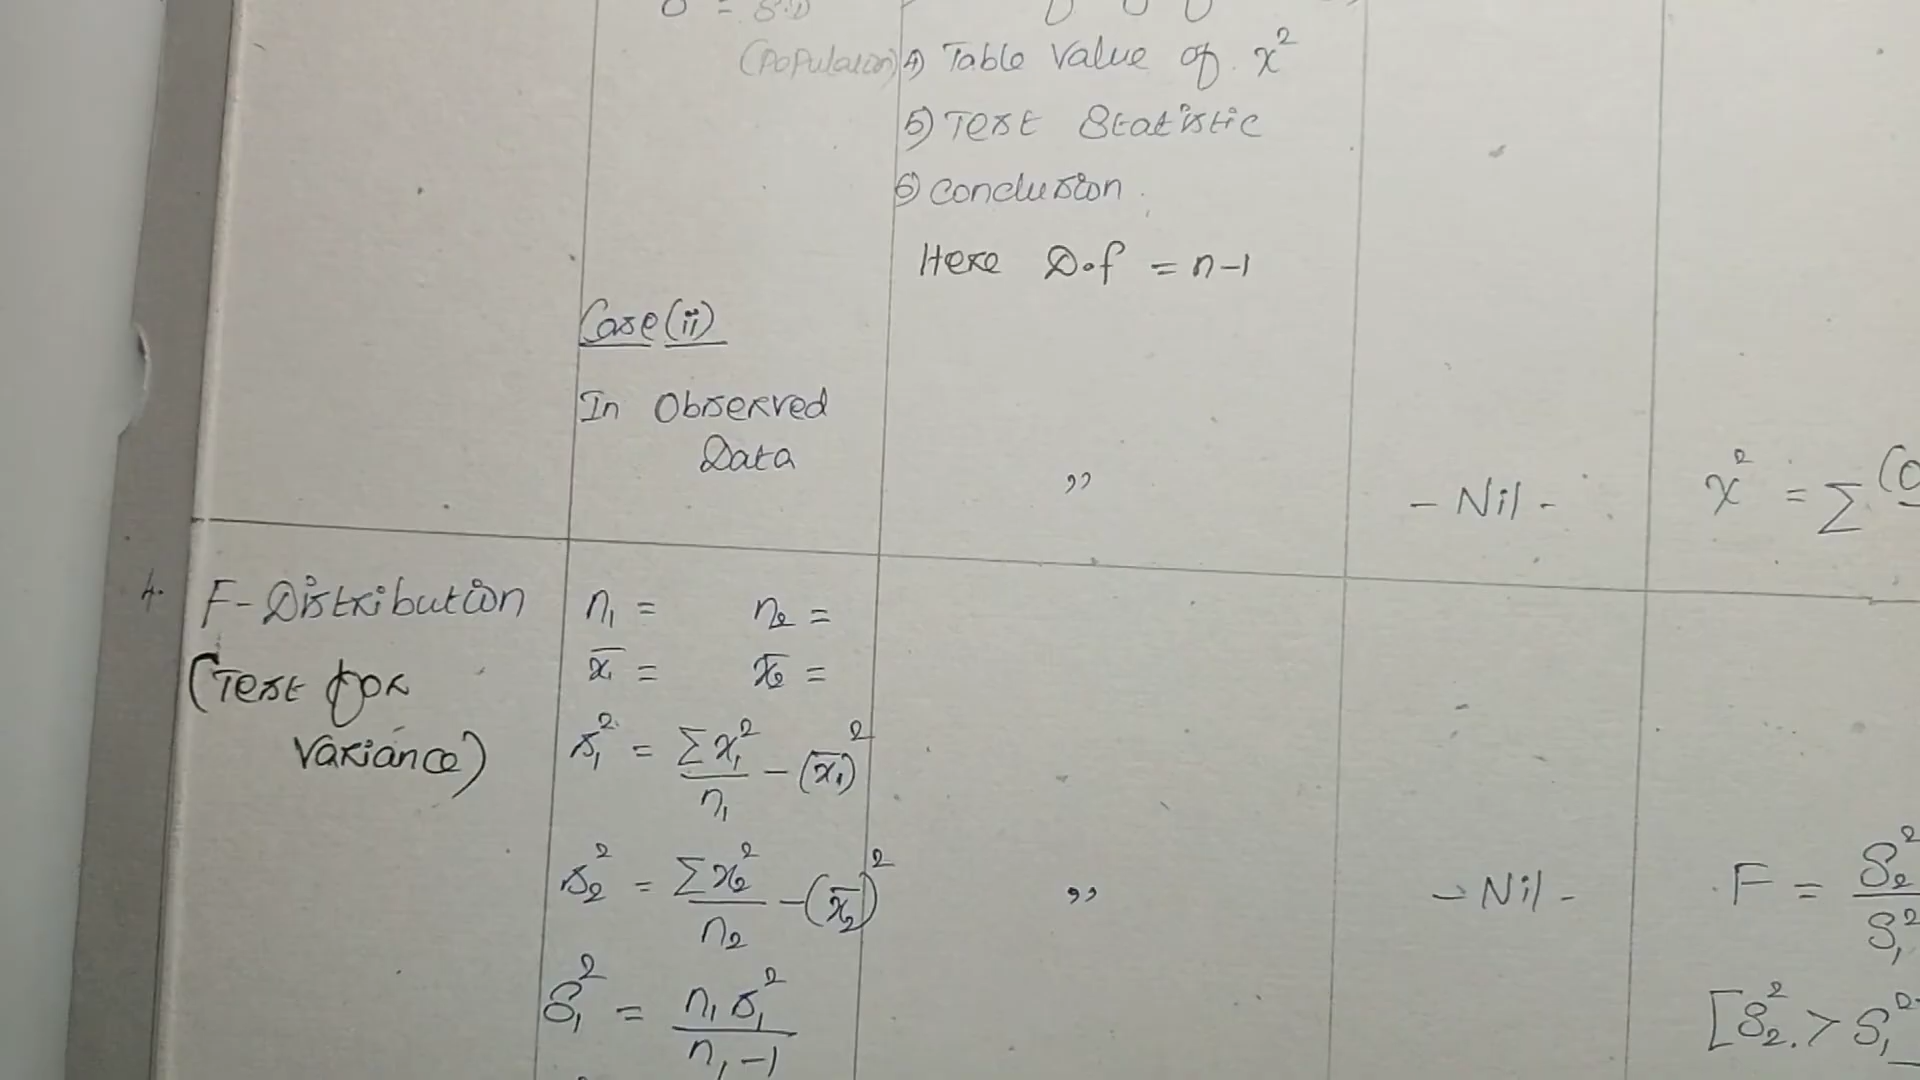 σ = S.D
(Population)
4) Table Value of χ²
5) Test Statistic
6) Conclusion.
Here D.o.f = n-1
Case (ii)
In Observed
Data
,,
- Nil -
χ² = Σ (O
4. F-Distribution
(Test for
Variance)
n₁ = n₂ =
x̄₁ = x̄₂ =
s₁² = Σx₁²/n₁ - (x̄₁)²
s₂² = Σx₂²/n₂ - (x̄₂)²
S₁² = n₁s₁²/n₁-1
,,
- Nil -
F = S₂²/S₁²
[S₂² > S₁²